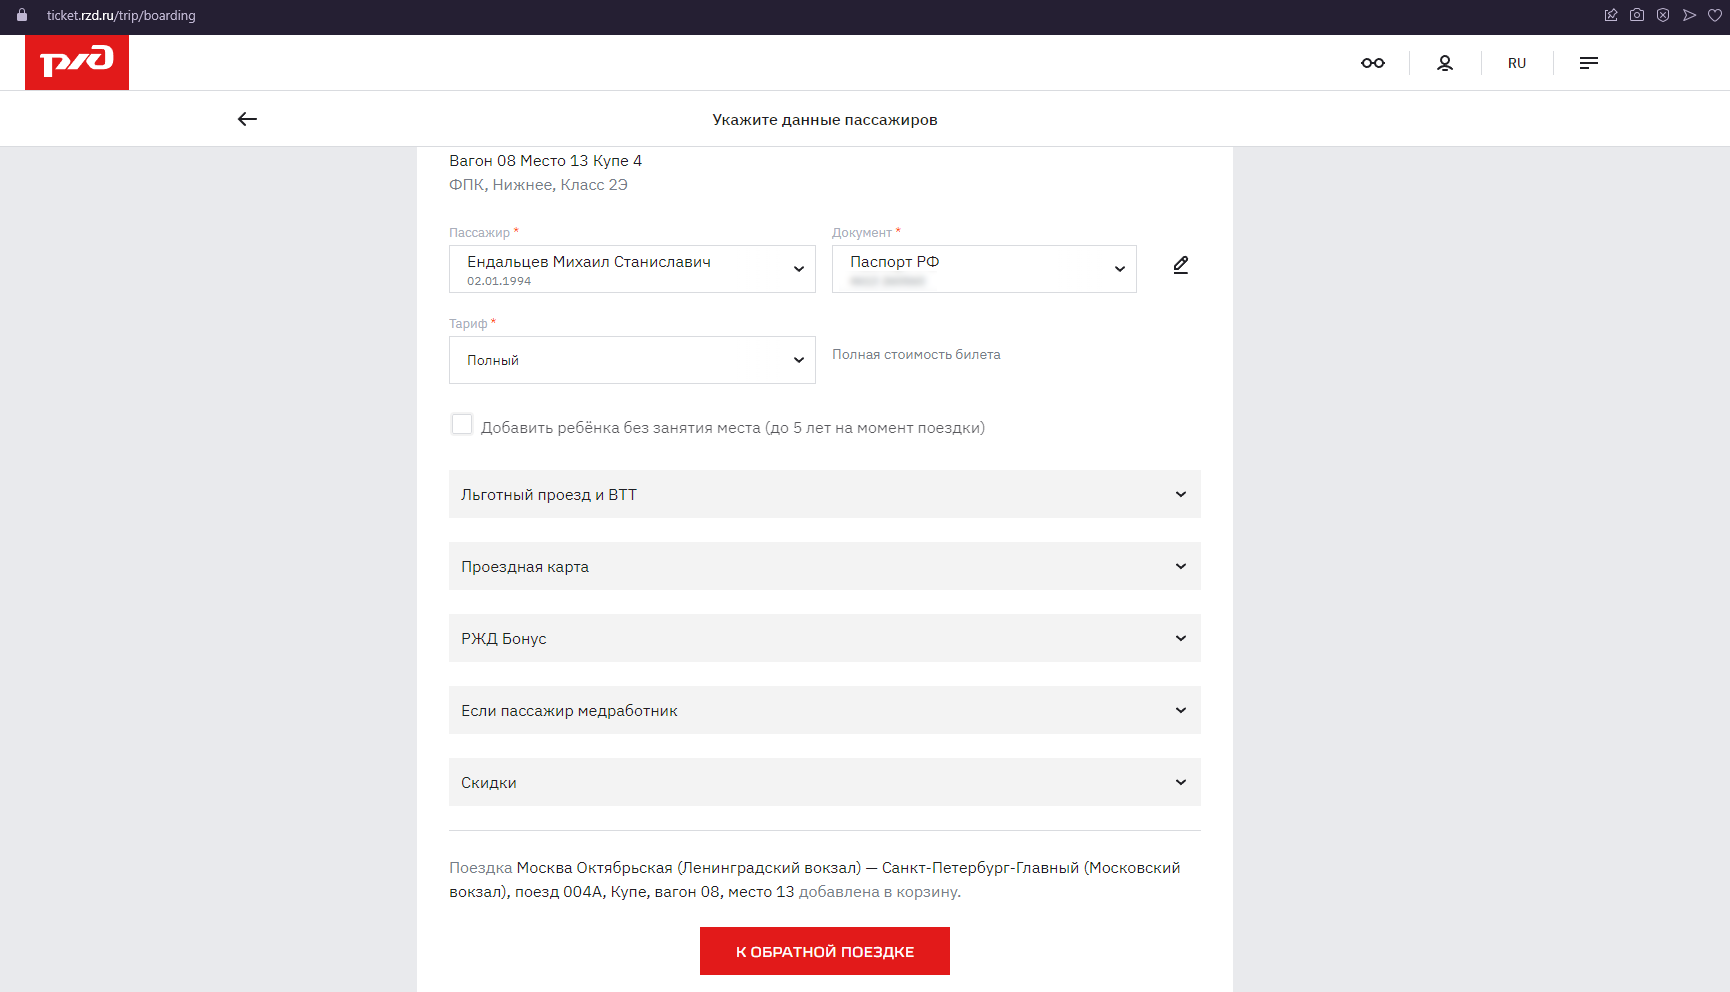 ticket.rzd.ru/trip/boarding
ржд
RU
Укажите данные пассажиров
Вагон 08 Место 13 Купе 4
ФПК, Нижнее, Класс 2Э
Пассажир * Документ *
Ендальцев Михаил Станиславич Паспорт РФ
02.01.1994
Тариф *
Полный Полная стоимость билета
Добавить ребёнка без занятия места (до 5 лет на момент поездки)
Льготный проезд и ВТТ
Проездная карта
РЖД Бонус
Если пассажир медработник
Скидки
Поездка Москва Октябрьская (Ленинградский вокзал) — Санкт-Петербург-Главный (Московский
вокзал), поезд 004А, Купе, вагон 08, место 13 добавлена в корзину.
К ОБРАТНОЙ ПОЕЗДКЕ